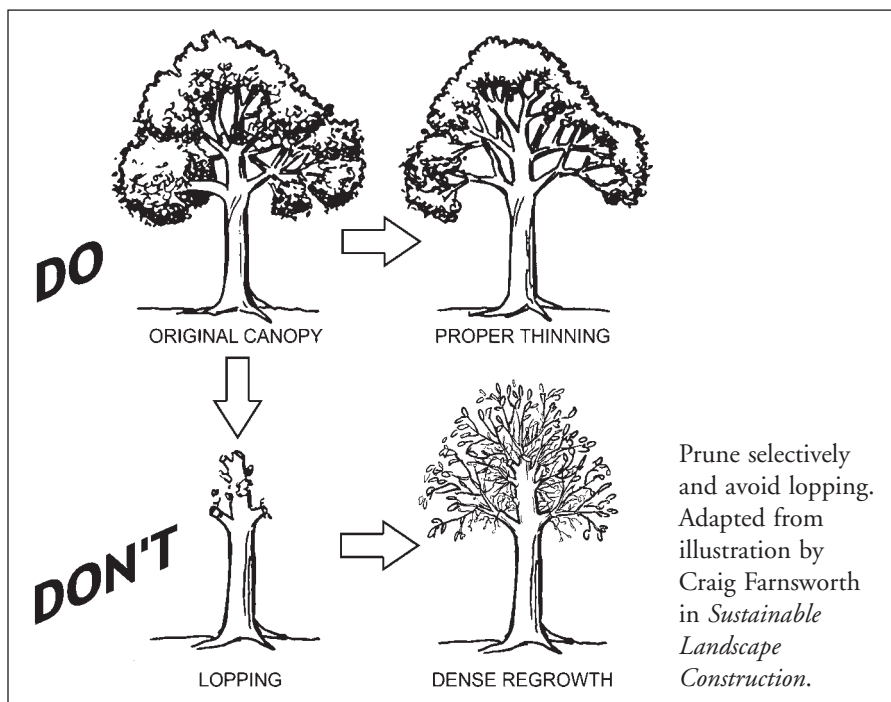 DO
ORIGINAL CANOPY
PROPER THINNING
DON'T
LOPPING
DENSE REGROWTH
Prune selectively
and avoid lopping.
Adapted from
illustration by
Craig Farnsworth
in Sustainable
Landscape
Construction.